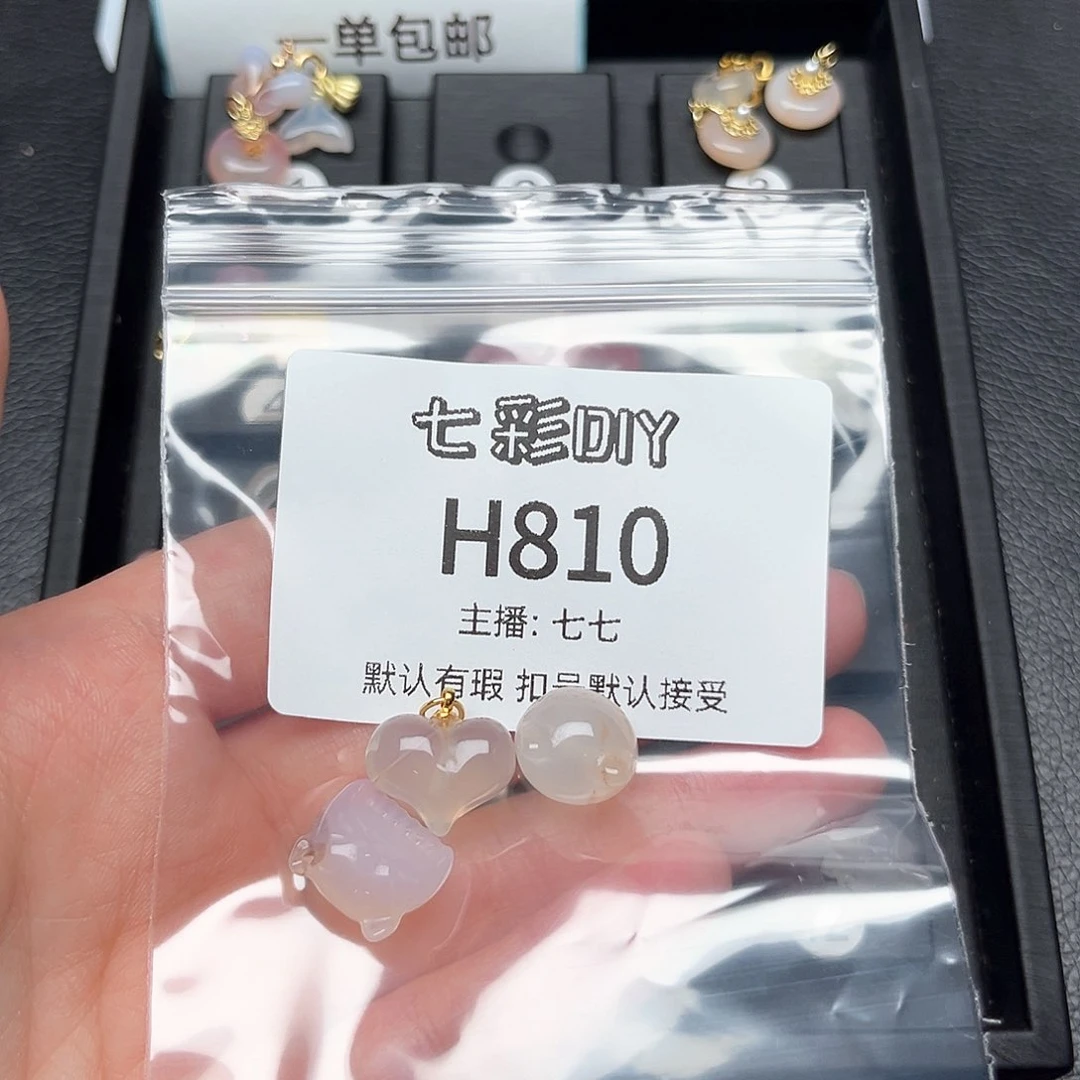 一单包邮
七彩DIY
H810
主播: 七七
默认有瑕 扣号默认接受